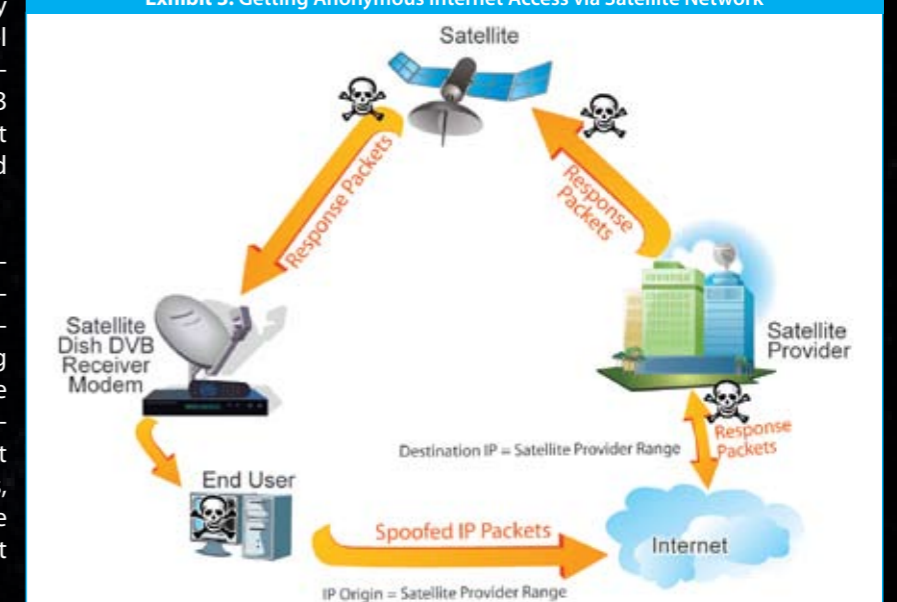 Exhibit 3: Getting Anonymous Internet Access via Satellite Network
Satellite
Response Packets
Response
Packets
Satellite
Dish DVB
Receiver
Modem
Satellite
Provider
Response
Packets
Destination IP = Satellite Provider Range
End User
Spoofed IP Packets
Internet
IP Origin = Satellite Provider Range